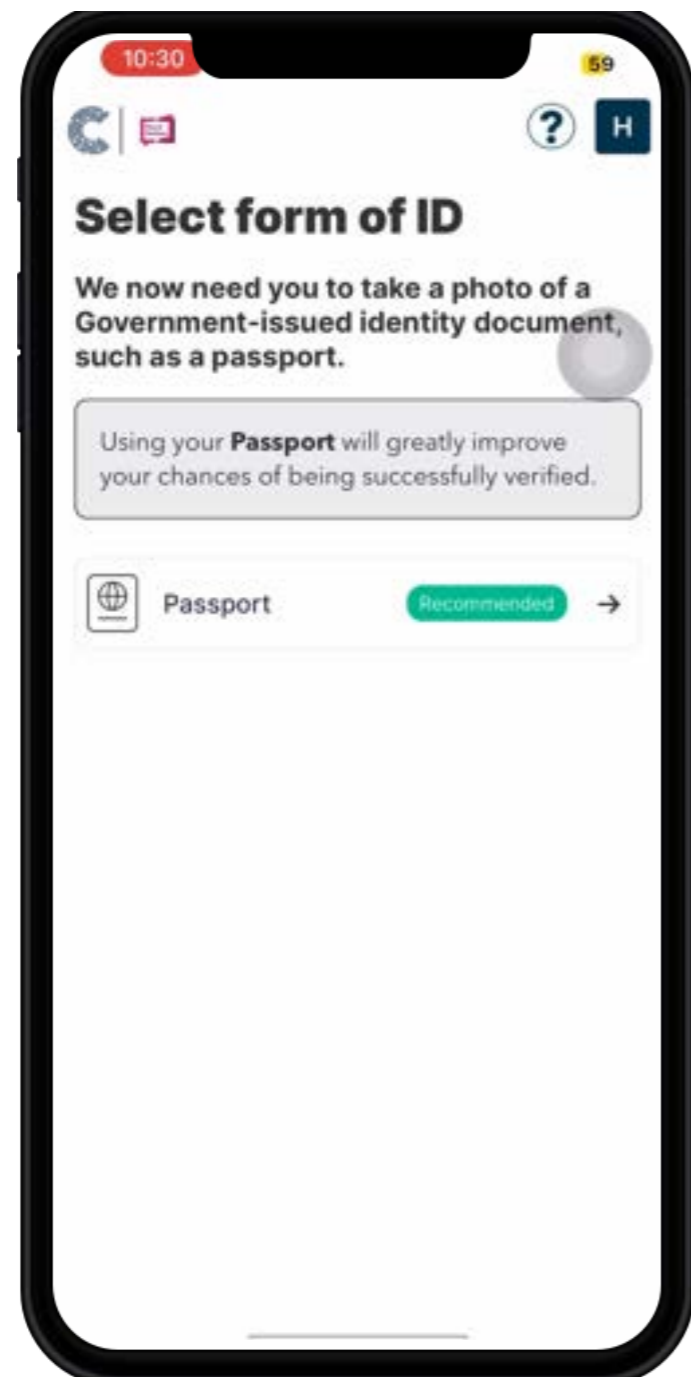 10:30
59
?
H
Select form of ID
We now need you to take a photo of a
Government-issued identity document,
such as a passport.
Using your Passport will greatly improve
your chances of being successfully verified.
Passport
Recommended →